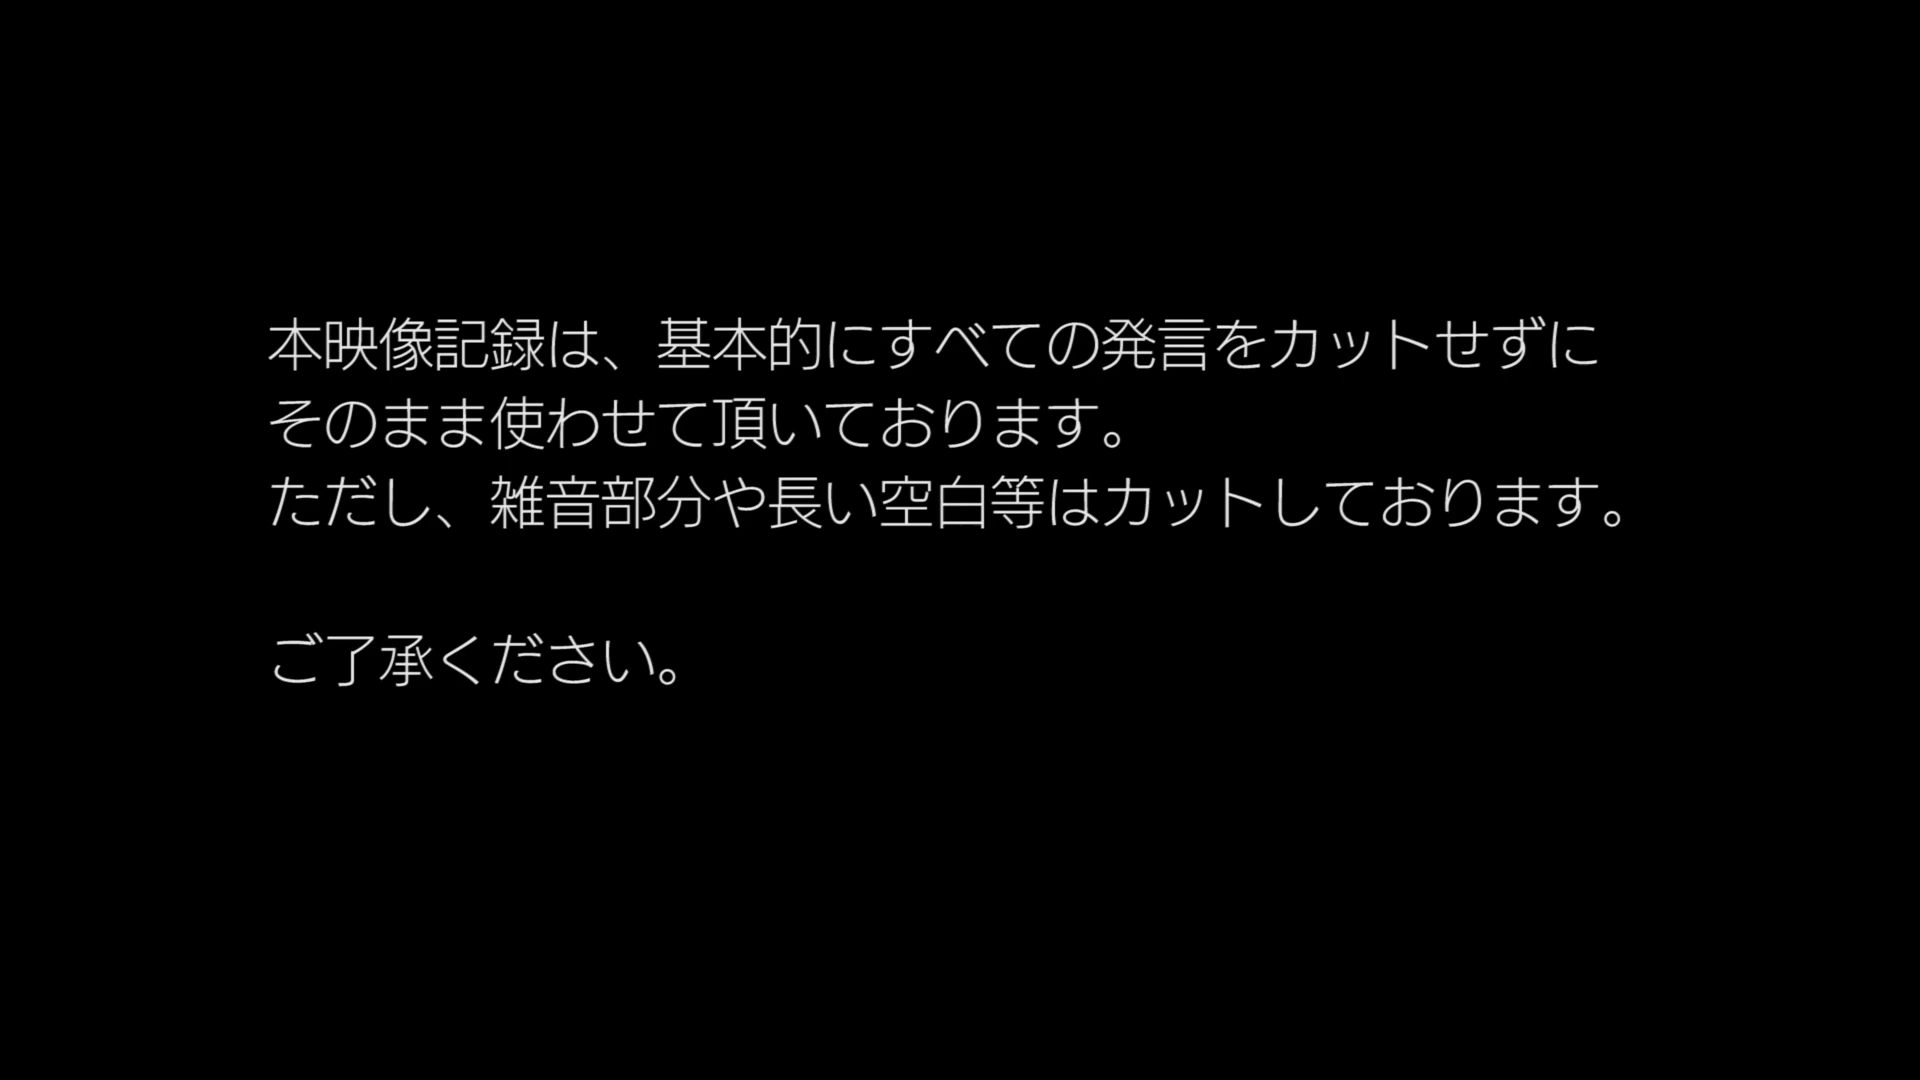 本映像記録は、基本的にすべての発言をカットせずに
そのまま使わせて頂いております。
ただし、雑音部分や長い空白等はカットしております。
ご了承ください。